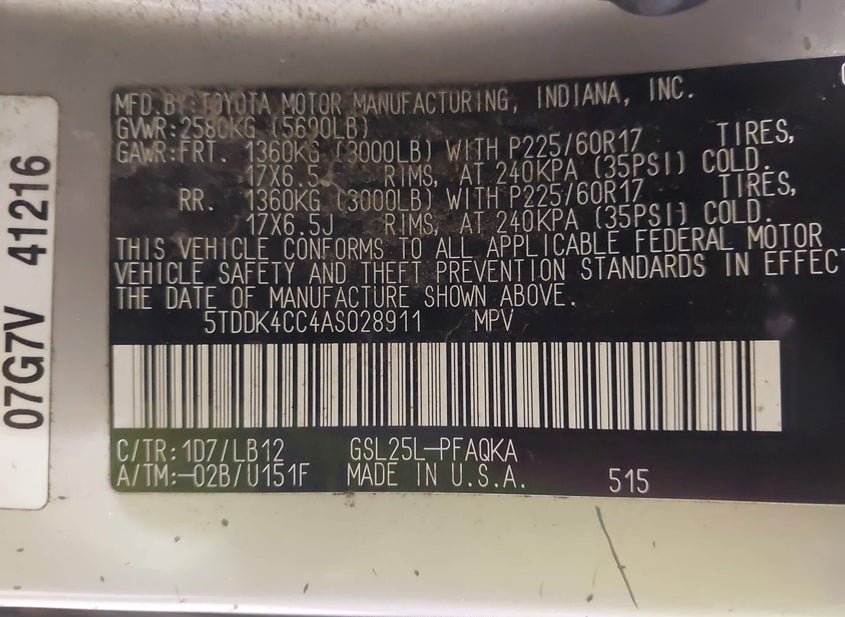 MFD.BY:TOYOTA MOTOR MANUFACTURING, INDIANA, INC.
GVWR:2580KG (5690LB)
GAWR:FRT. 1360KG (3000LB) WITH P225/60R17 TIRES,
17X6.5 RIMS, AT 240KPA (35PSI) COLD.
RR. 1360KG (3000LB) WITH P225/60R17 TIRES,
17X6.5J RIMS, AT 240KPA (35PSI) COLD.
THIS VEHICLE CONFORMS TO ALL APPLICABLE FEDERAL MOTOR
VEHICLE SAFETY AND THEFT PREVENTION STANDARDS IN EFFEC
THE DATE OF MANUFACTURE SHOWN ABOVE.
5TDDK4CC4AS028911 MPV
C/TR:1D7/LB12 GSL25L-PFAQKA
A/TM:-02B/U151F MADE IN U.S.A. 515
07G7V 41216